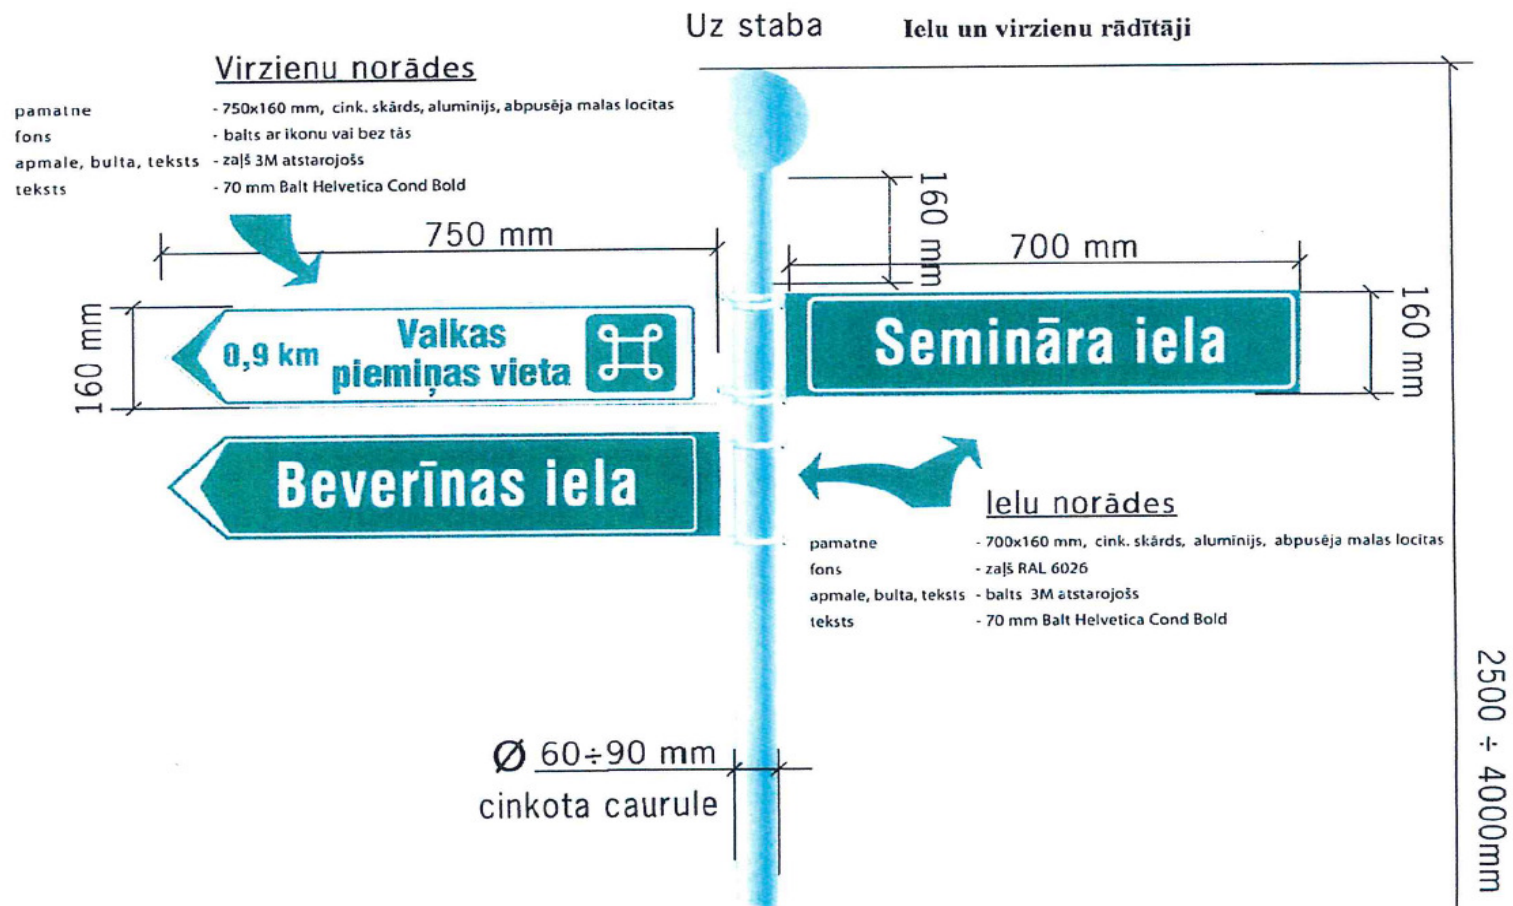 Uz staba
Ielu un virzienu rādītāji
Virzienu norādes
pamatne - 750x160 mm, cink. skārds, alumīnijs, abpusēja malas locītas
fons - balts ar ikonu vai bez tās
apmale, bulta, teksts - zaļš 3M atstarojošs
teksts - 70 mm Balt Helvetica Cond Bold
750 mm
160 mm
700 mm
160 mm
160 mm
0,9 km
Valkas
piemiņas vieta
Semināra iela
Beverīnas iela
Ielu norādes
pamatne - 700x160 mm, cink. skārds, alumīnijs, abpusēja malas locītas
fons - zaļš RAL 6026
apmale, bulta, teksts - balts 3M atstarojošs
teksts - 70 mm Balt Helvetica Cond Bold
Ø 60÷90 mm
cinkota caurule
2500 ÷ 4000mm